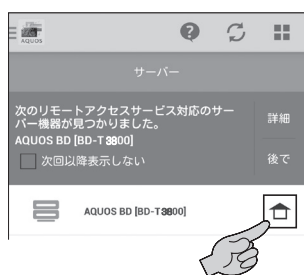 AQUOS
サーバー
次のリモートアクセスサービス対応のサー
バー機器が見つかりました。
AQUOS BD [BD-T3800]
次回以降表示しない
詳細
後で
AQUOS BD [BD-T3800]